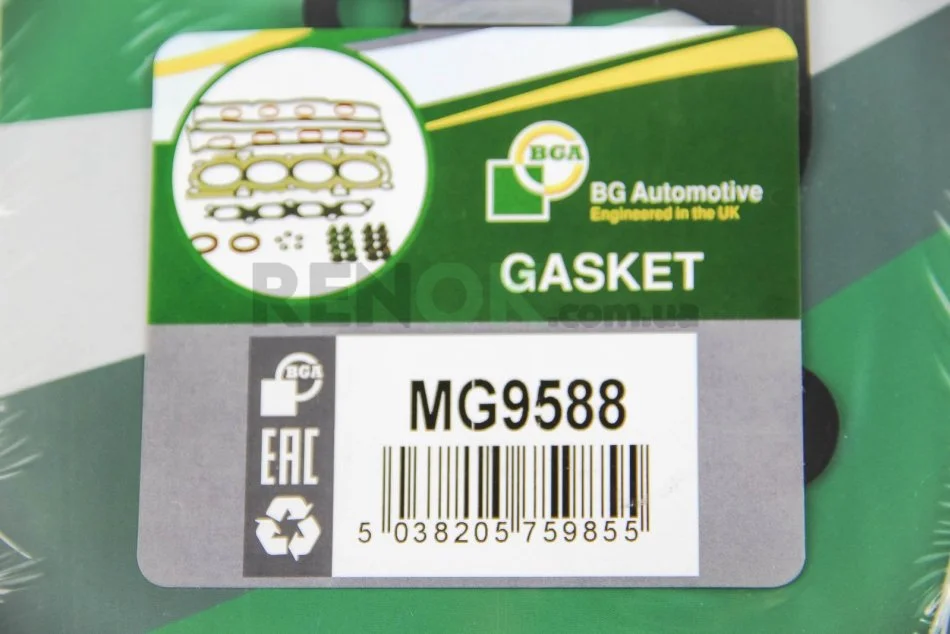 BGA
BG Automotive
Engineered in the UK
GASKET
RENOK.com.ua
BGA
MG9588
EAC
5 038205 759855